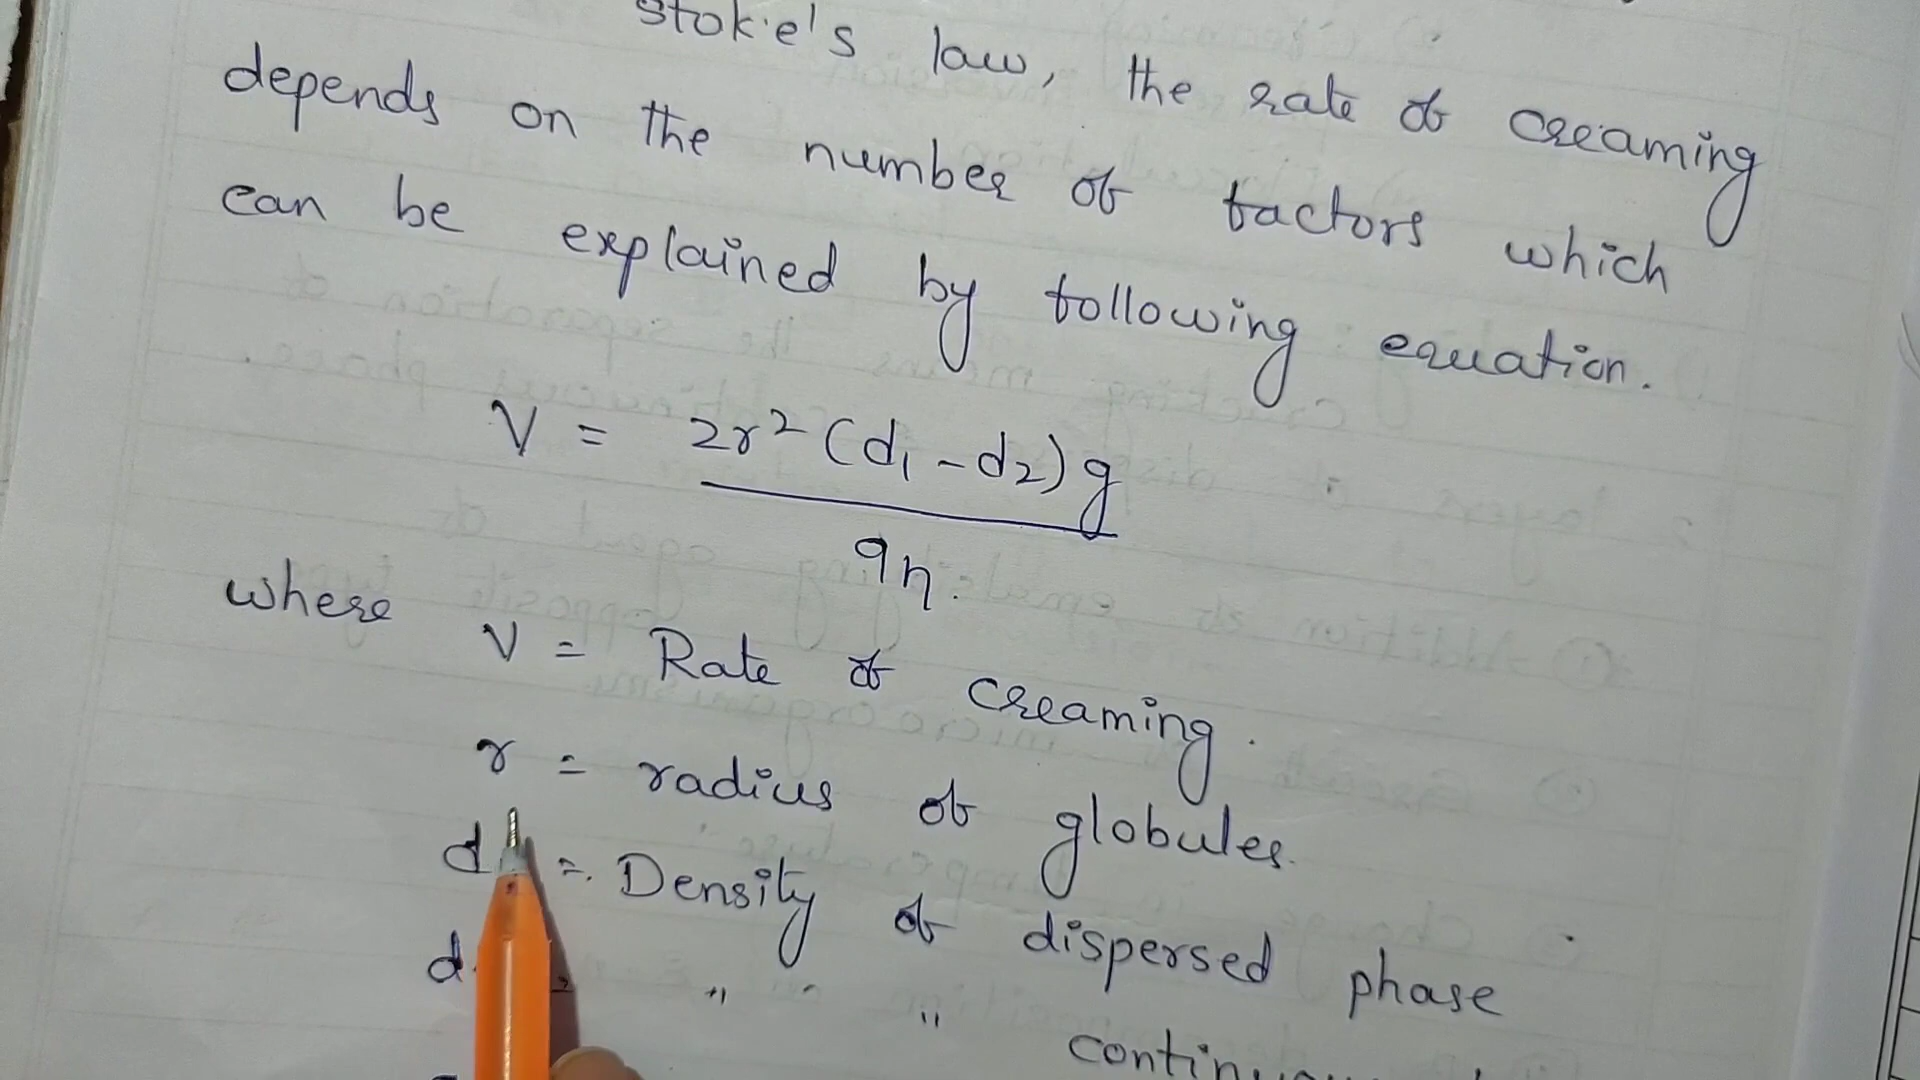 stoke's law, the rate of creaming
depends on the number of factors which
can be explained by following equation.
V = 2r² (d₁ - d₂) g
9η.
where V = Rate of creaming.
r = radius of globules.
d = Density of dispersed phase
d " "